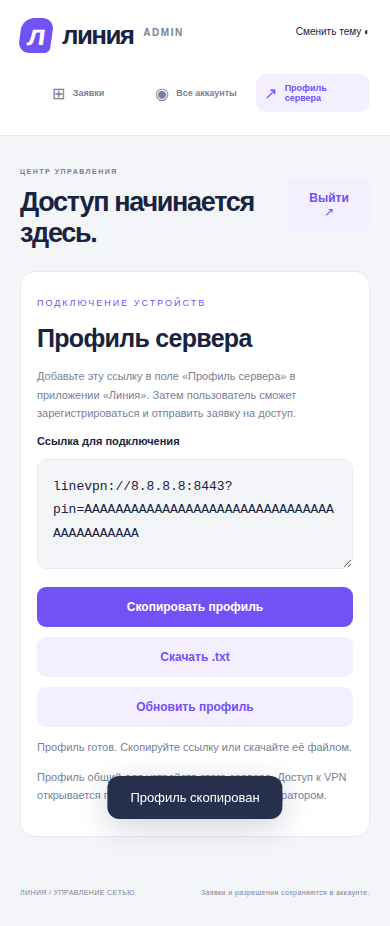 Л линия ADMIN
Сменить тему
Заявки
Все аккаунты
Профиль
сервера
ЦЕНТР УПРАВЛЕНИЯ
Доступ начинается
здесь.
Выйти
↗
ПОДКЛЮЧЕНИЕ УСТРОЙСТВ
Профиль сервера
Добавьте эту ссылку в поле «Профиль сервера» в
приложении «Линия». Затем пользователь сможет
зарегистрироваться и отправить заявку на доступ.
Ссылка для подключения
linevpn://8.8.8.8:8443?
pin=AAAAAAAAAAAAAAAAAAAAAAAAAAAAAAAA
AAAAAAAAAAA
Скопировать профиль
Скачать .txt
Обновить профиль
Профиль готов. Скопируйте ссылку или скачайте её файлом.
Профиль общий Доступ к VPN
открывается
Профиль скопирован
ЛИНИЯ / УПРАВЛЕНИЕ СЕТЬЮ
Заявки и разрешения сохраняются в аккаунте.